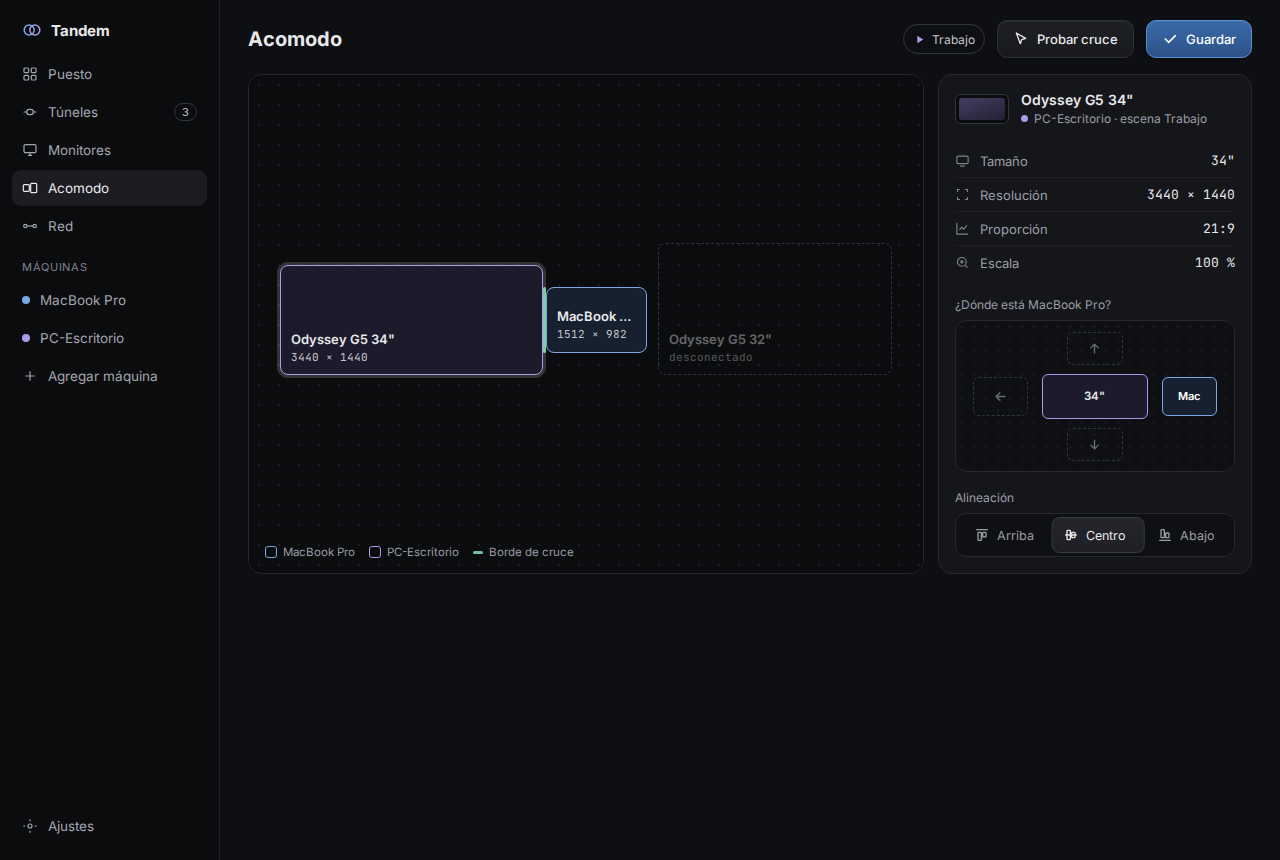 Tandem
Puesto
Túneles
3
Monitores
Acomodo
Red
MÁQUINAS
MacBook Pro
PC-Escritorio
Agregar máquina
Ajustes
Acomodo
Trabajo
Probar cruce
Guardar
Odyssey G5 34"
3440 × 1440
MacBook ...
1512 × 982
Odyssey G5 32"
desconectado
MacBook Pro
PC-Escritorio
Borde de cruce
Odyssey G5 34"
PC-Escritorio · escena Trabajo
Tamaño
34"
Resolución
3440 × 1440
Proporción
21:9
Escala
100 %
¿Dónde está MacBook Pro?
34"
Mac
Alineación
Arriba
Centro
Abajo